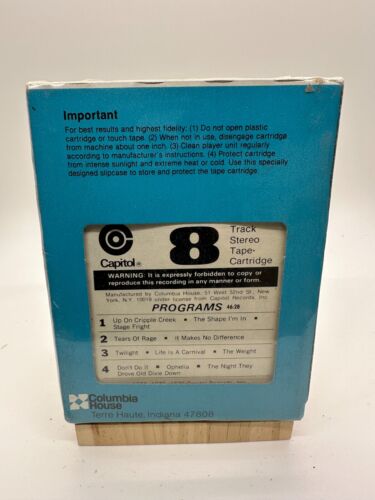 Important
For best results and highest fidelity: (1) Do not open plastic
cartridge or touch tape. (2) When not in use, disengage cartridge
from machine about one inch. (3) Clean player unit regularly
according to manufacturer's instructions. (4) Protect cartridge
from intense sunlight and extreme heat or cold. Use this specially
designed slipcase to store and protect the tape cartridge.
Capitol®
8
Track
Stereo
Tape-
Cartridge
WARNING: It is expressly forbidden to copy or
reproduce this recording in any manner or form.
Manufactured by Columbia House, 51 West 52nd St., New
York, N.Y. 10019 under license from Capitol Records, Inc.
PROGRAMS 46:28
1 Up On Cripple Creek • The Shape I'm In •
Stage Fright
2 Tears Of Rage • It Makes No Difference
3 Twilight • Life Is A Carnival • The Weight
4 Don't Do It • Ophelia • The Night They
Drove Old Dixie Down
Columbia
House
Terre Haute, Indiana 47808